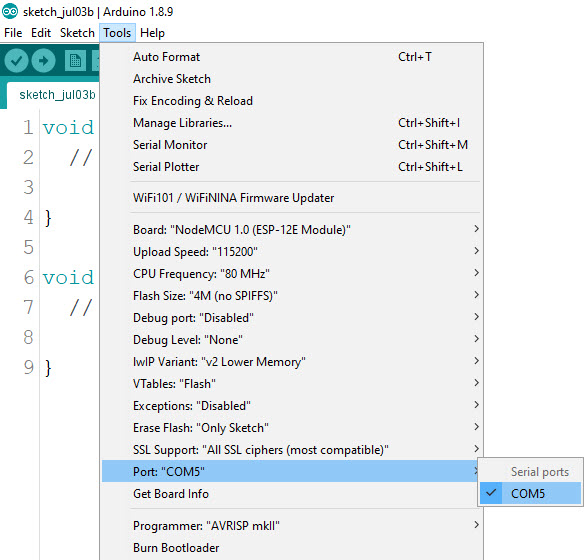 sketch_jul03b | Arduino 1.8.9
File Edit Sketch Tools Help
sketch_jul03b
1 void
2 //
3
4 }
5
6 void
7 //
8
9 }
Auto Format Ctrl+T
Archive Sketch
Fix Encoding & Reload
Manage Libraries... Ctrl+Shift+I
Serial Monitor Ctrl+Shift+M
Serial Plotter Ctrl+Shift+L
WiFi101 / WiFiNINA Firmware Updater
Board: "NodeMCU 1.0 (ESP-12E Module)"
Upload Speed: "115200"
CPU Frequency: "80 MHz"
Flash Size: "4M (no SPIFFS)"
Debug port: "Disabled"
Debug Level: "None"
IwIP Variant: "v2 Lower Memory"
VTables: "Flash"
Exceptions: "Disabled"
Erase Flash: "Only Sketch"
SSL Support: "All SSL ciphers (most compatible)"
Port: "COM5"
Serial ports
COM5
Get Board Info
Programmer: "AVRISP mkII"
Burn Bootloader